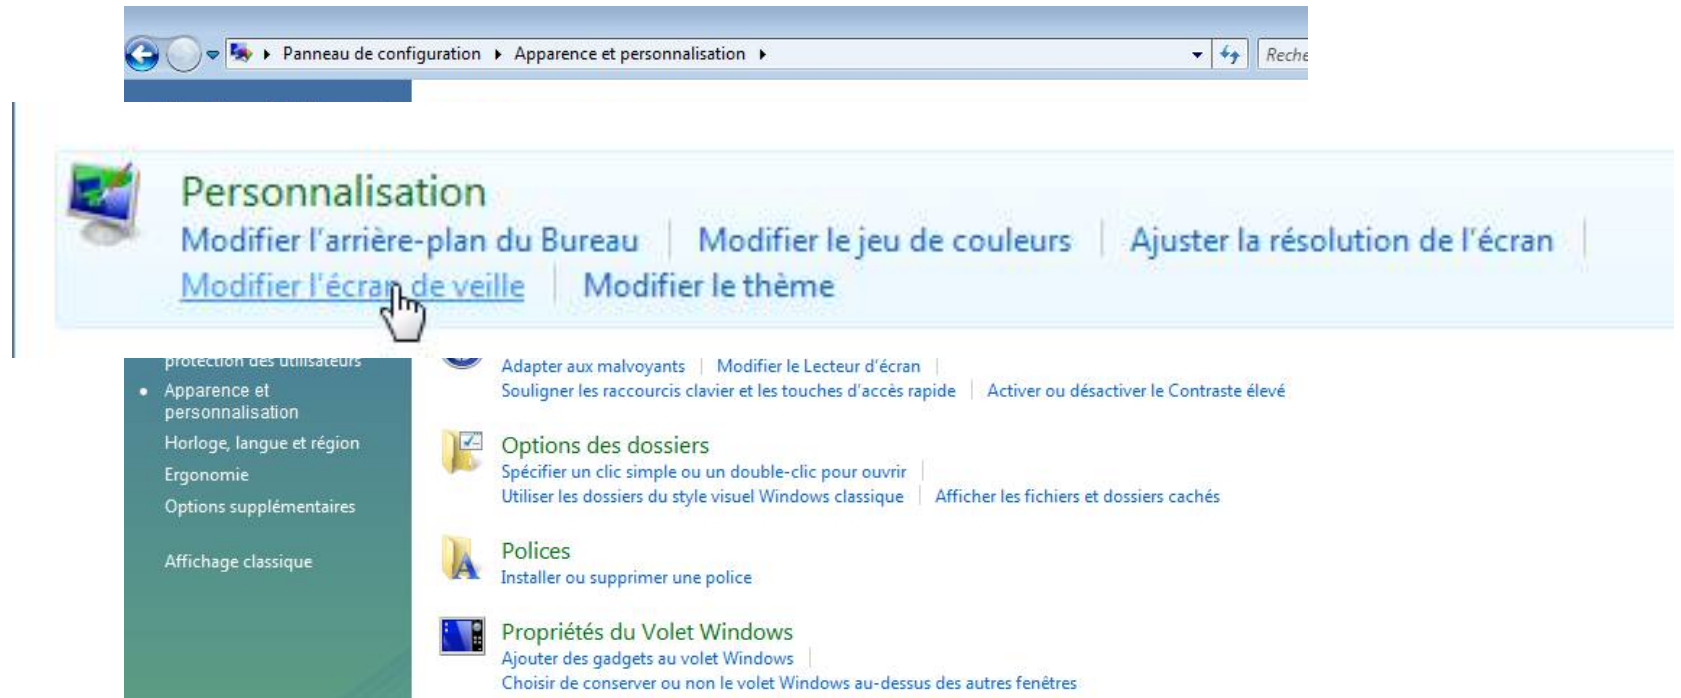 Panneau de configuration Apparence et personnalisation Reche
Personnalisation
Modifier l'arrière-plan du Bureau Modifier le jeu de couleurs Ajuster la résolution de l'écran
Modifier l'écran de veille Modifier le thème
protection des utilisateurs
Apparence et
personnalisation
Horloge, langue et région
Ergonomie
Options supplémentaires
Affichage classique
Adapter aux malvoyants Modifier le Lecteur d'écran
Souligner les raccourcis clavier et les touches d'accès rapide Activer ou désactiver le Contraste élevé
Options des dossiers
Spécifier un clic simple ou un double-clic pour ouvrir
Utiliser les dossiers du style visuel Windows classique Afficher les fichiers et dossiers cachés
Polices
Installer ou supprimer une police
Propriétés du Volet Windows
Ajouter des gadgets au volet Windows
Choisir de conserver ou non le volet Windows au-dessus des autres fenêtres